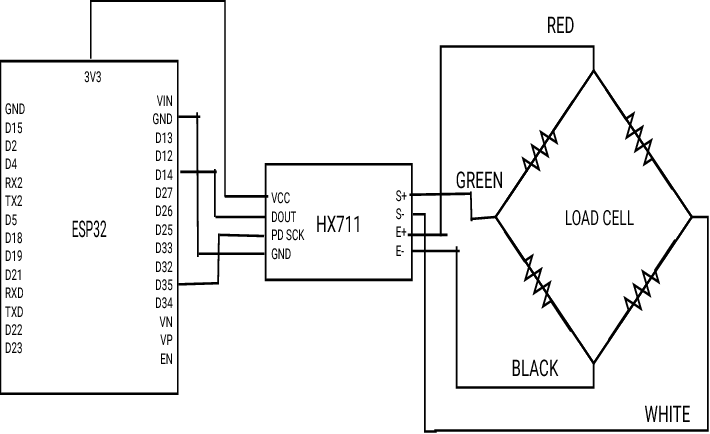 RED
3V3
GND
D15
D2
D4
RX2
TX2
D5
D18
D19
D21
RXD
TXD
D22
D23
ESP32
VIN
GND
D13
D12
D14
D27
D26
D25
D33
D32
D35
D34
VN
VP
EN
VCC
DOUT
PD SCK
GND
HX711
S+
S-
E+
E-
GREEN
LOAD CELL
BLACK
WHITE